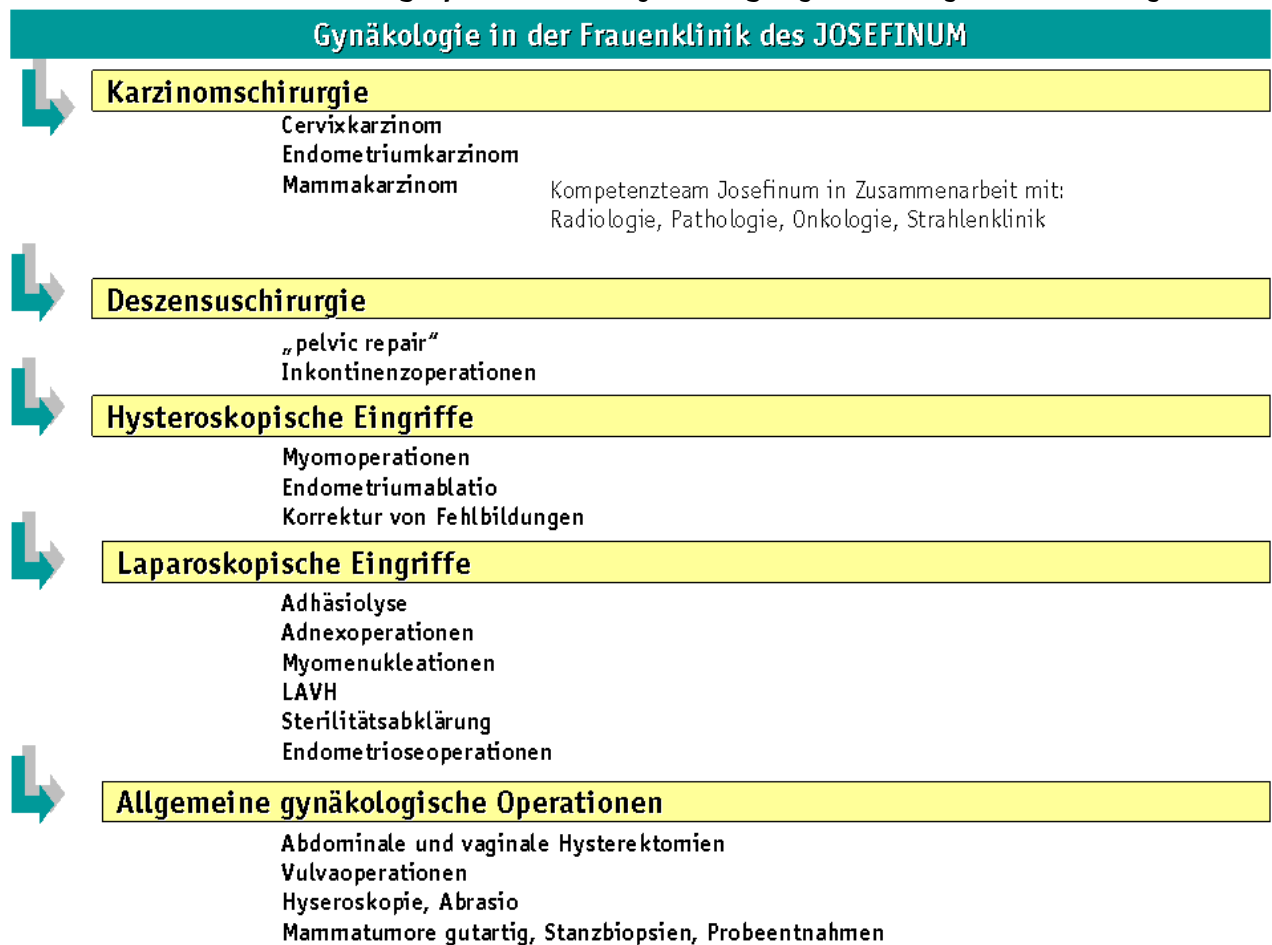 Gynäkologie in der Frauenklinik des JOSEFINUM
Karzinomschirurgie
Cervixkarzinom
Endometriumkarzinom
Mammakarzinom
Kompetenzteam Josefinum in Zusammenarbeit mit:
Radiologie, Pathologie, Onkologie, Strahlenklinik
Deszensuschirurgie
„pelvic repair“
Inkontinenzoperationen
Hysteroskopische Eingriffe
Myomoperationen
Endometriumablatio
Korrektur von Fehlbildungen
Laparoskopische Eingriffe
Adhäsiolyse
Adnexoperationen
Myomenukleationen
LAVH
Sterilitätsabklärung
Endometrioseoperationen
Allgemeine gynäkologische Operationen
Abdominale und vaginale Hysterektomien
Vulvaoperationen
Hyseroskopie, Abrasio
Mammatumore gutartig, Stanzbiopsien, Probeentnahmen